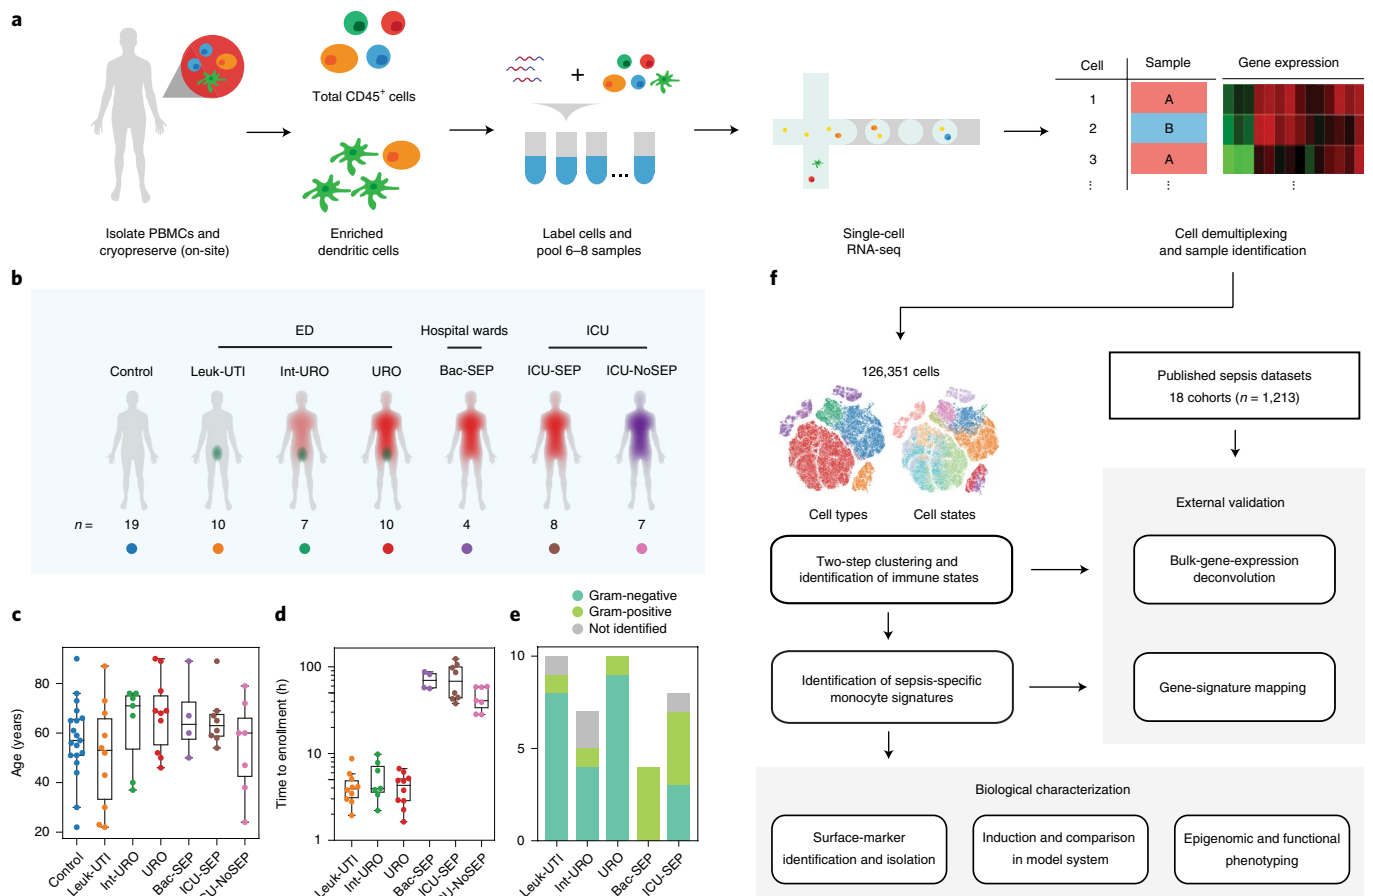 a
Total CD45+ cells
+
...
Cell Sample Gene expression
1 A
2 B
3 A
⋮ ⋮ ⋮
Isolate PBMCs and
cryopreserve (on-site)
Enriched
dendritic cells
Label cells and
pool 6–8 samples
Single-cell
RNA-seq
Cell demultiplexing
and sample identification
b
ED Hospital wards ICU
Control Leuk-UTI Int-URO URO Bac-SEP ICU-SEP ICU-NoSEP
n = 19 10 7 10 4 8 7
c
Age (years)
80
60
40
20
Control Leuk-UTI Int-URO URO Bac-SEP ICU-SEP ICU-NoSEP
d
Time to enrollment (h)
100
10
1
Leuk-UTI Int-URO URO Bac-SEP ICU-SEP ICU-NoSEP
e
Gram-negative
Gram-positive
Not identified
10
5
0
Leuk-UTI Int-URO URO Bac-SEP ICU-SEP
f
126,351 cells
Cell types Cell states
Published sepsis datasets
18 cohorts (n = 1,213)
External validation
Two-step clustering and
identification of immune states
Bulk-gene-expression
deconvolution
Identification of sepsis-specific
monocyte signatures
Gene-signature mapping
Biological characterization
Surface-marker
identification and isolation
Induction and comparison
in model system
Epigenomic and functional
phenotyping